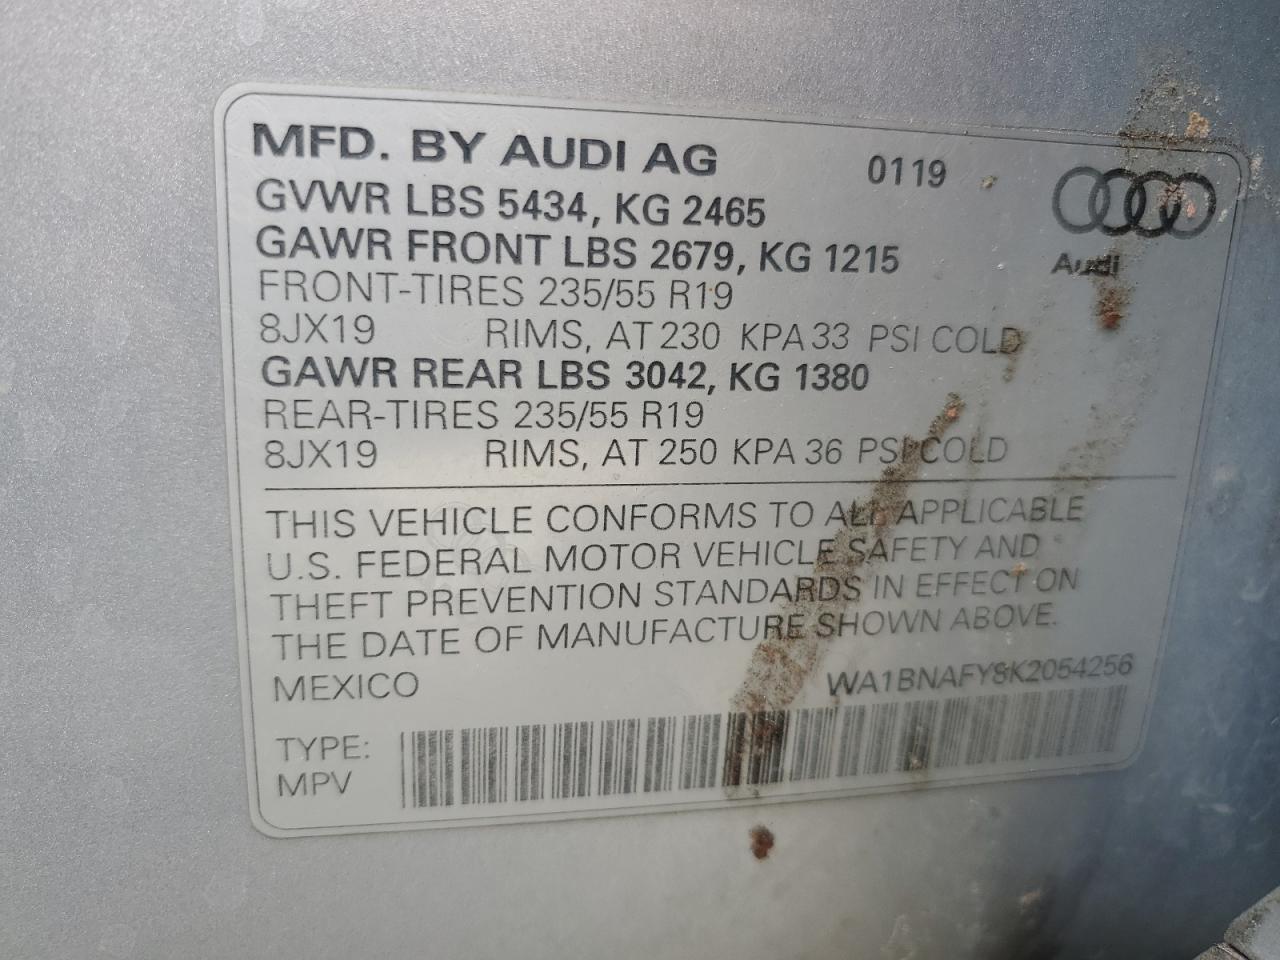 MFD. BY AUDI AG 0119
GVWR LBS 5434, KG 2465
GAWR FRONT LBS 2679, KG 1215
Audi
FRONT-TIRES 235/55 R19
8JX19 RIMS, AT 230 KPA 33 PSI COLD
GAWR REAR LBS 3042, KG 1380
REAR-TIRES 235/55 R19
8JX19 RIMS, AT 250 KPA 36 PSI COLD
THIS VEHICLE CONFORMS TO ALL APPLICABLE
U.S. FEDERAL MOTOR VEHICLE SAFETY AND
THEFT PREVENTION STANDARDS IN EFFECT ON
THE DATE OF MANUFACTURE SHOWN ABOVE.
MEXICO WA1BNAFY8K2054256
TYPE:
MPV